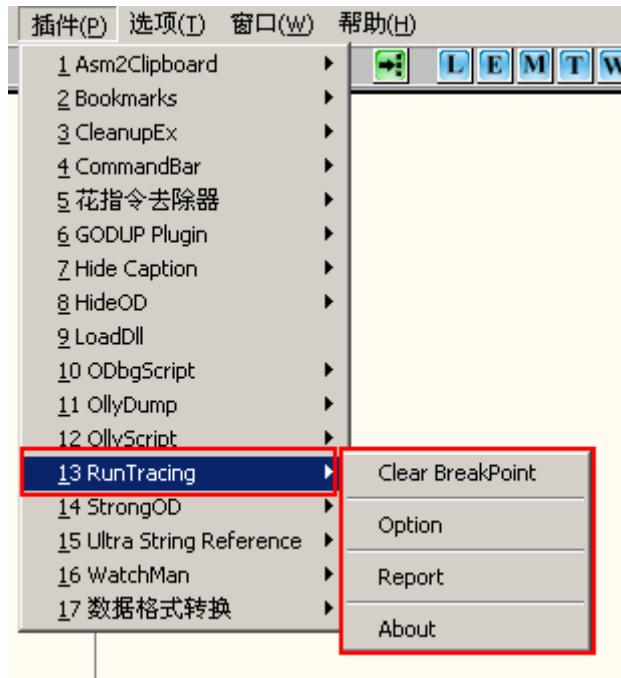 插件(P) 选项(T) 窗口(W) 帮助(H)
L E M T W
1 Asm2Clipboard
2 Bookmarks
3 CleanupEx
4 CommandBar
5 花指令去除器
6 GODUP Plugin
7 Hide Caption
8 HideOD
9 LoadDll
10 ODbgScript
11 OllyDump
12 OllyScript
13 RunTracing
14 StrongOD
15 Ultra String Reference
16 WatchMan
17 数据格式转换
Clear BreakPoint
Option
Report
About